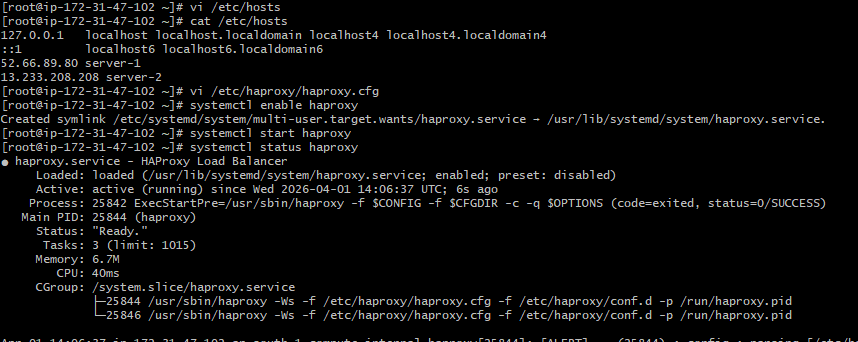 [root@ip-172-31-47-102 ~]# vi /etc/hosts
[root@ip-172-31-47-102 ~]# cat /etc/hosts
127.0.0.1   localhost localhost.localdomain localhost4 localhost4.localdomain4
::1         localhost6 localhost6.localdomain6
52.66.89.80 server-1
13.233.208.208 server-2
[root@ip-172-31-47-102 ~]# vi /etc/haproxy/haproxy.cfg
[root@ip-172-31-47-102 ~]# systemctl enable haproxy
Created symlink /etc/systemd/system/multi-user.target.wants/haproxy.service → /usr/lib/systemd/system/haproxy.service.
[root@ip-172-31-47-102 ~]# systemctl start haproxy
[root@ip-172-31-47-102 ~]# systemctl status haproxy
● haproxy.service - HAProxy Load Balancer
     Loaded: loaded (/usr/lib/systemd/system/haproxy.service; enabled; preset: disabled)
     Active: active (running) since Wed 2026-04-01 14:06:37 UTC; 6s ago
    Process: 25842 ExecStartPre=/usr/sbin/haproxy -f $CONFIG -f $CFGDIR -c -q $OPTIONS (code=exited, status=0/SUCCESS)
   Main PID: 25844 (haproxy)
     Status: "Ready."
      Tasks: 3 (limit: 1015)
     Memory: 6.7M
        CPU: 40ms
     CGroup: /system.slice/haproxy.service
             ├─25844 /usr/sbin/haproxy -Ws -f /etc/haproxy/haproxy.cfg -f /etc/haproxy/conf.d -p /run/haproxy.pid
             └─25846 /usr/sbin/haproxy -Ws -f /etc/haproxy/haproxy.cfg -f /etc/haproxy/conf.d -p /run/haproxy.pid